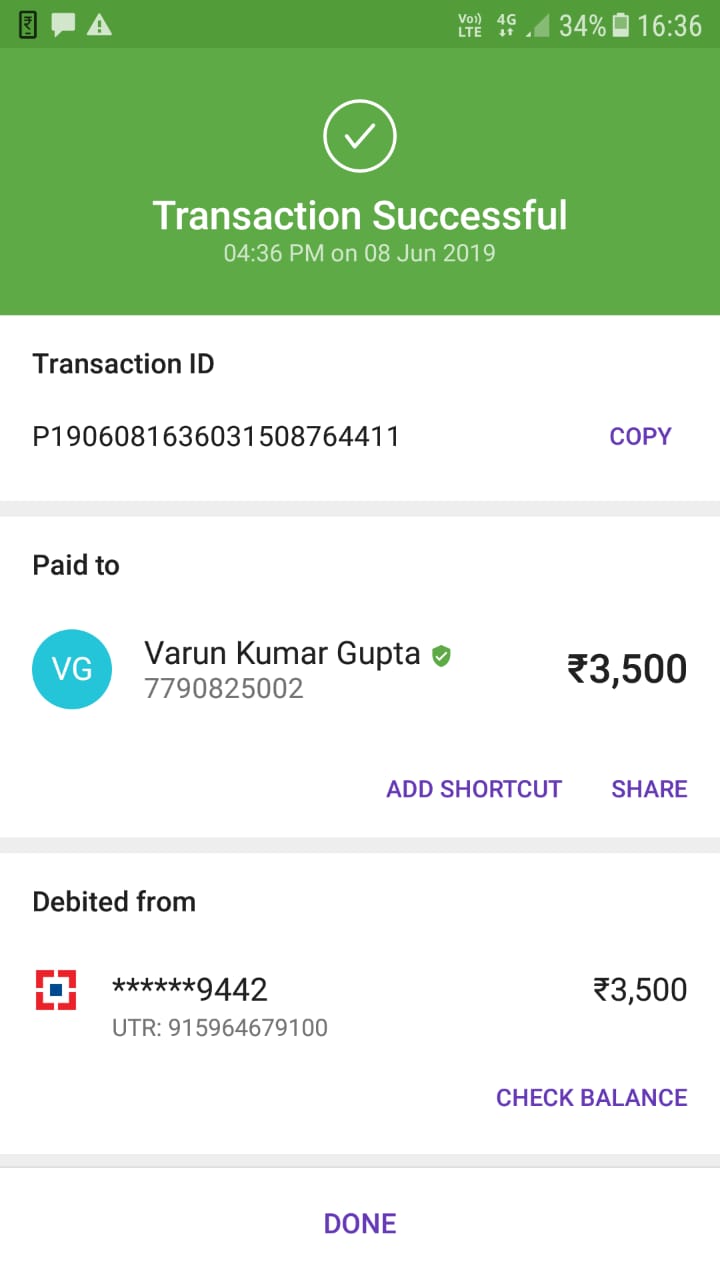 Vo) 4G 34% 16:36
LTE
Transaction Successful
04:36 PM on 08 Jun 2019
Transaction ID
P1906081636031508764411 COPY
Paid to
VG Varun Kumar Gupta ₹3,500
7790825002
ADD SHORTCUT SHARE
Debited from
******9442 ₹3,500
UTR: 915964679100
CHECK BALANCE
DONE